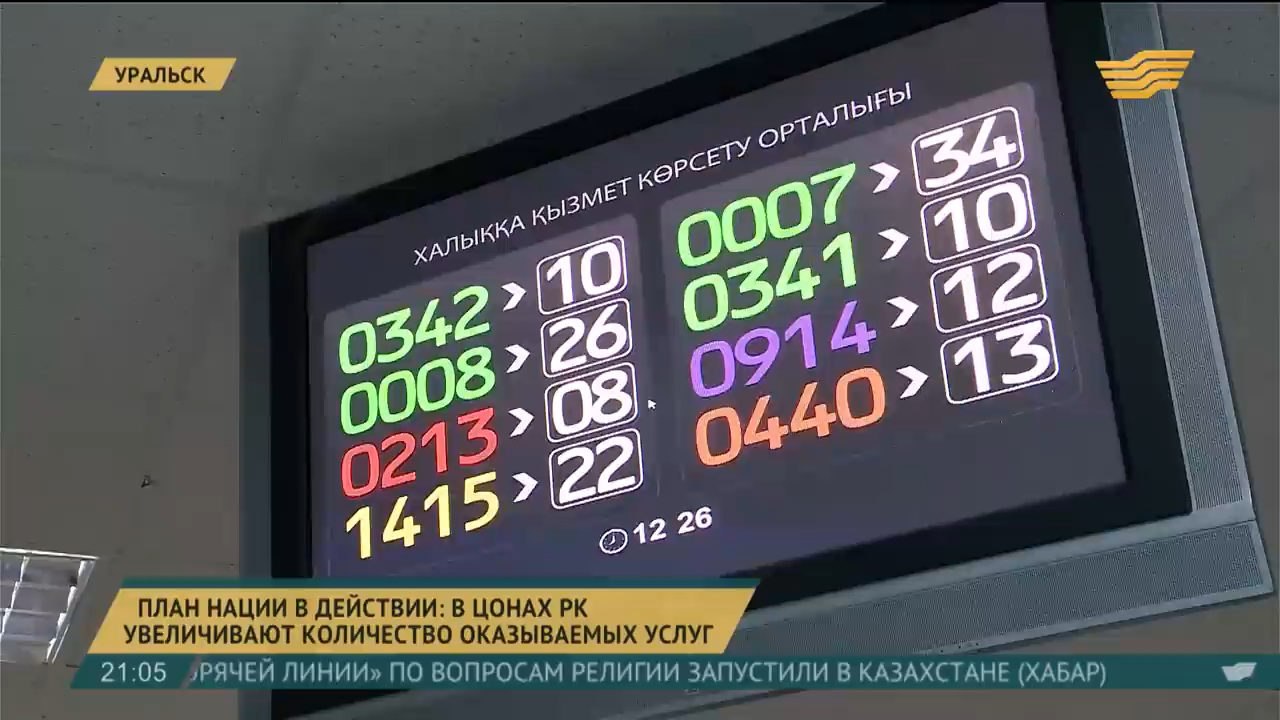 УРАЛЬСК
ХАЛЫҚҚА ҚЫЗМЕТ КӨРСЕТУ ОРТАЛЫҒЫ
0342 > 10
0008 > 26
0213 > 08
1415 > 22
0007 > 34
0341 > 10
0914 > 12
0440 > 13
12 26
ПЛАН НАЦИИ В ДЕЙСТВИИ: В ЦОНАХ РК
УВЕЛИЧИВАЮТ КОЛИЧЕСТВО ОКАЗЫВАЕМЫХ УСЛУГ
21:05 ОРЯЧЕЙ ЛИНИИ» ПО ВОПРОСАМ РЕЛИГИИ ЗАПУСТИЛИ В КАЗАХСТАНЕ (ХАБАР)